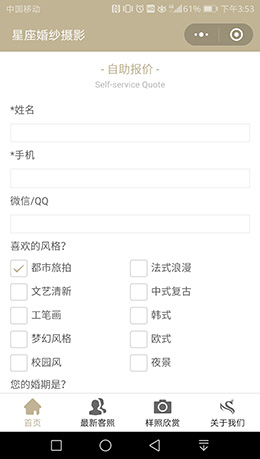 中国移动 61% 下午3:53
星座婚纱摄影
- 自助报价 -
Self-service Quote
*姓名
*手机
微信/QQ
喜欢的风格?
都市旅拍 法式浪漫
文艺清新 中式复古
工笔画 韩式
梦幻风格 欧式
校园风 夜景
您的婚期是?
首页 最新客照 样照欣赏 关于我们